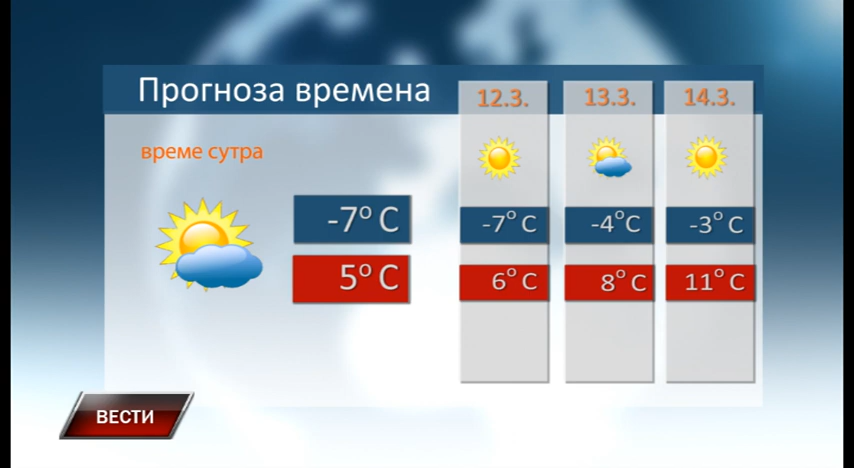 Прогноза времена
време сутра
-7° C
5° C
12.3.
-7° C
6° C
13.3.
-4°C
8° C
14.3.
-3° C
11° C
ВЕСТИ